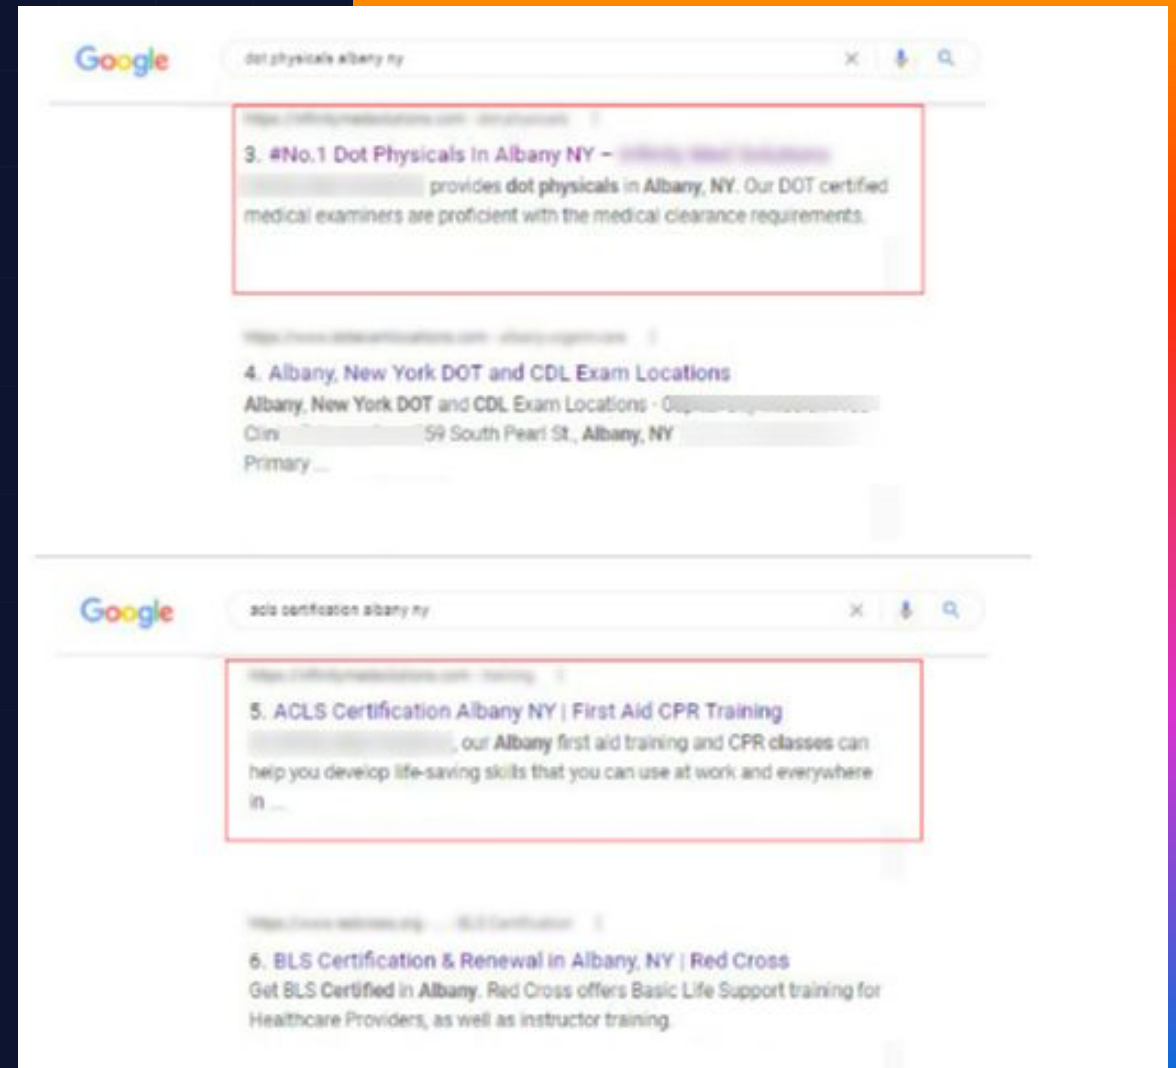 Google
dot physicals albany ny
3. #No.1 Dot Physicals In Albany NY –
provides dot physicals in Albany, NY. Our DOT certified
medical examiners are proficient with the medical clearance requirements.
4. Albany, New York DOT and CDL Exam Locations
Albany, New York DOT and CDL Exam Locations -
59 South Pearl St., Albany, NY
Primary ...
Google
acls certification albany ny
5. ACLS Certification Albany NY | First Aid CPR Training
, our Albany first aid training and CPR classes can
help you develop life-saving skills that you can use at work and everywhere
in ...
6. BLS Certification & Renewal in Albany, NY | Red Cross
Get BLS Certified in Albany. Red Cross offers Basic Life Support training for
Healthcare Providers, as well as instructor training.